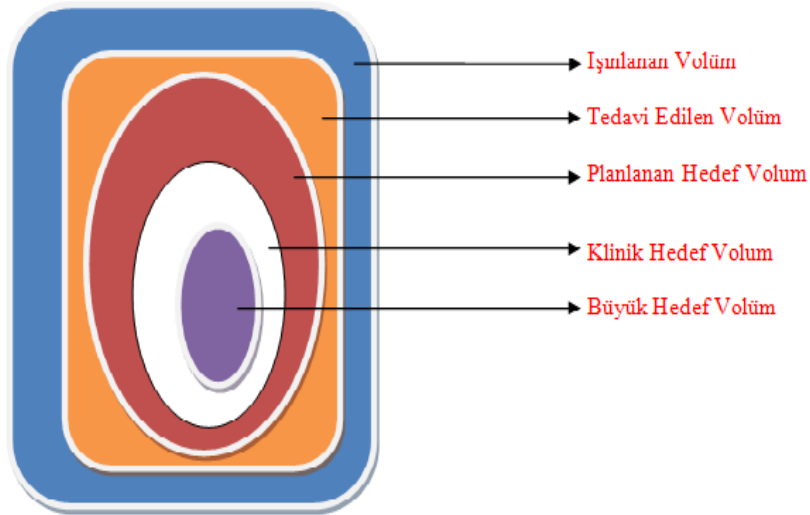 Işınlanan Volüm
Tedavi Edilen Volüm
Planlanan Hedef Volum
Klinik Hedef Volum
Büyük Hedef Volüm